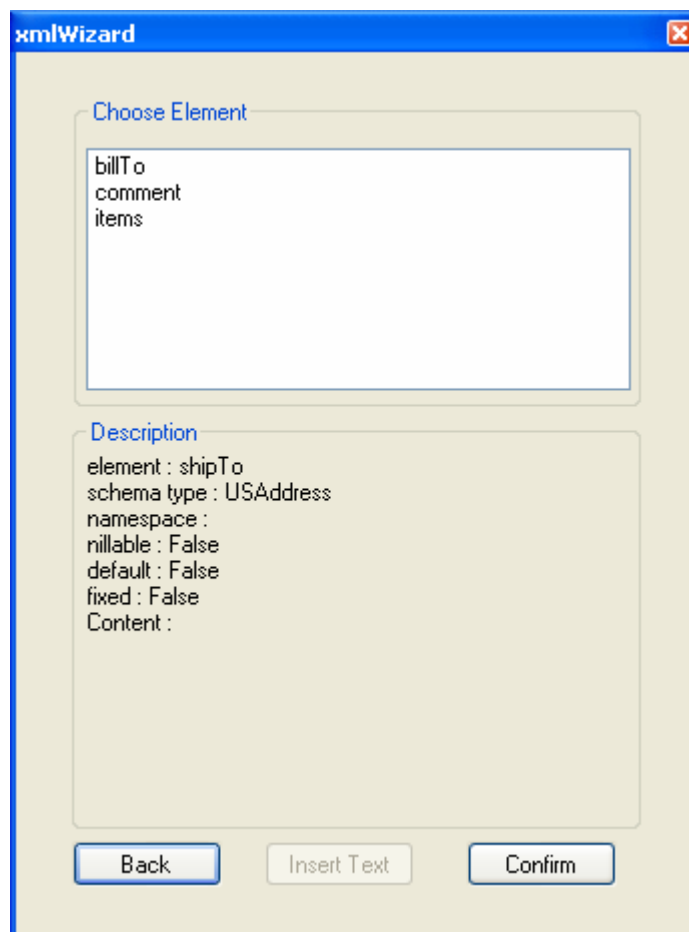 xmlWizard
Choose Element
billTo
comment
items
Description
element : shipTo
schema type : USAddress
namespace :
nillable : False
default : False
fixed : False
Content :
Back
Insert Text
Confirm